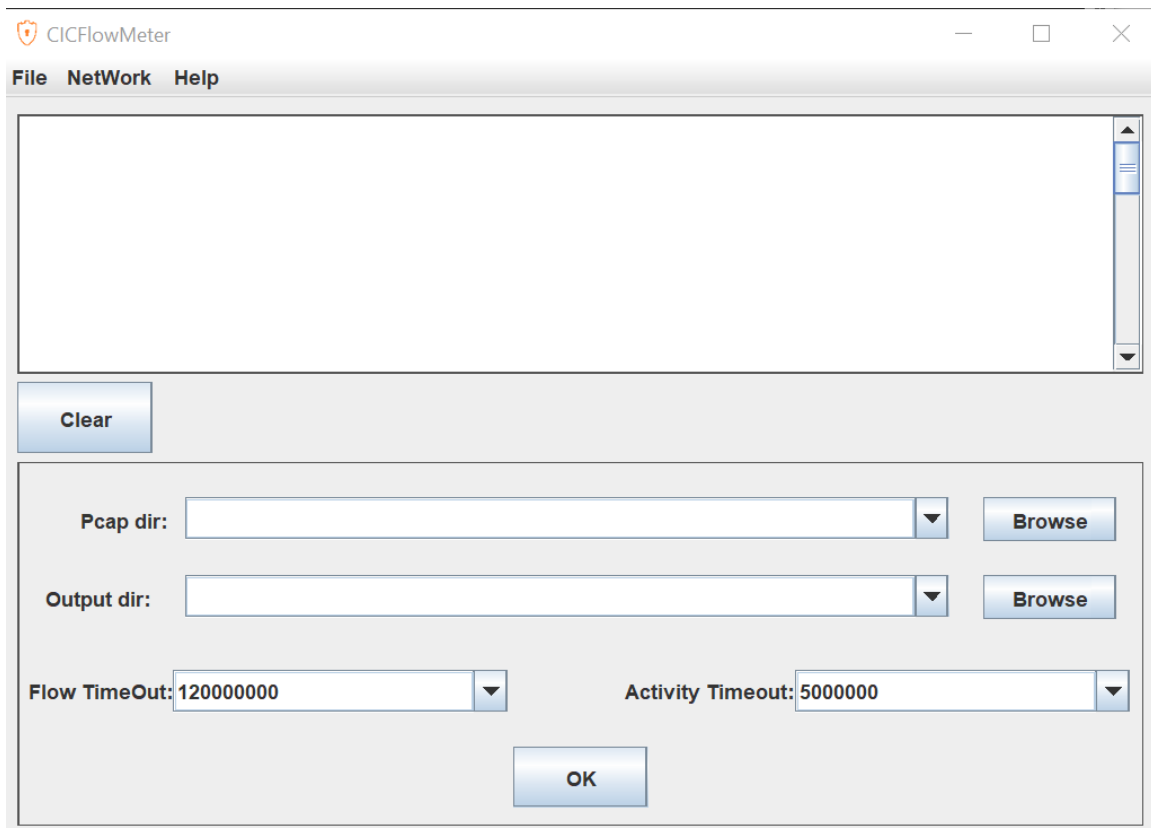 CICFlowMeter
File NetWork Help
Clear
Pcap dir: Browse
Output dir: Browse
Flow TimeOut: 120000000 Activity Timeout: 5000000
OK